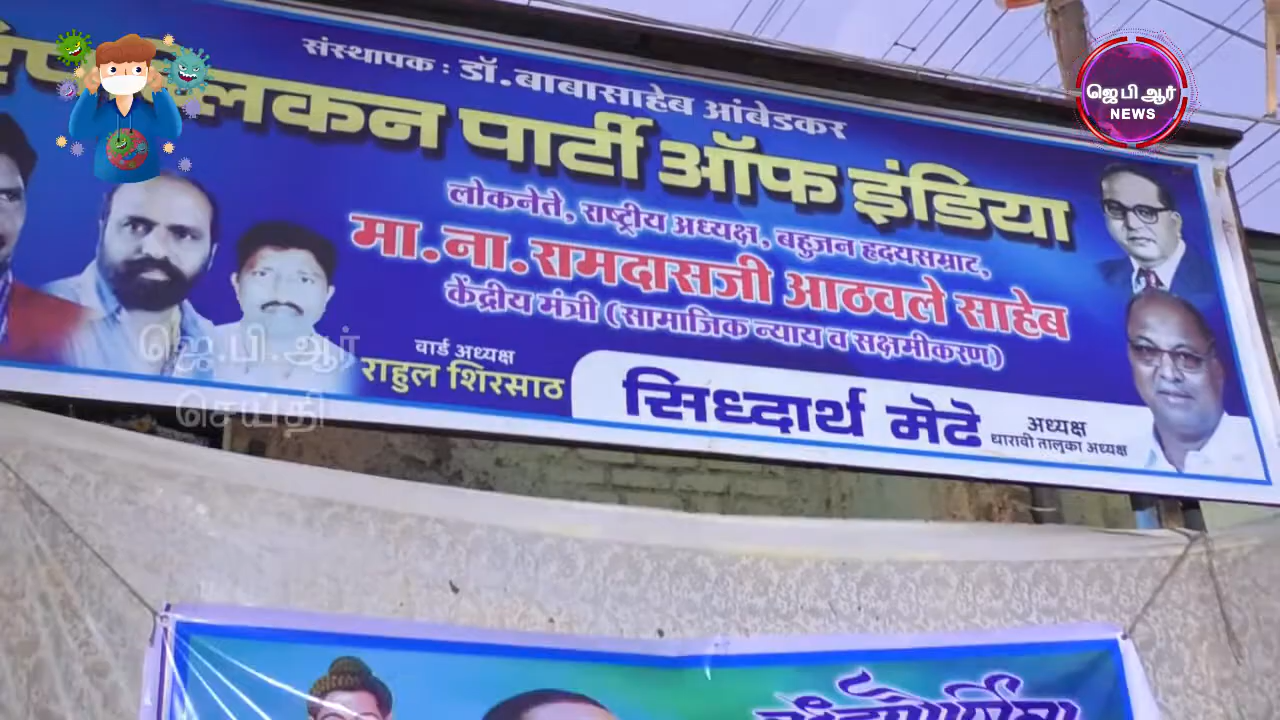 संस्थापक : डॉ. बाबासाहेब आंबेडकर
पार्टी ऑफ इंडिया
लोकनेते, राष्ट्रीय अध्यक्ष, बहुजन हृदयसम्राट,
मा.ना.रामदासजी आठवले साहेब
केंद्रीय मंत्री (सामाजिक न्याय व सक्षमीकरण)
वार्ड अध्यक्ष
राहुल शिरसाठ
सिध्दार्थ मेढे
अध्यक्ष
धारावी तालुका अध्यक्ष
ஜெ பி ஆர்
NEWS
ஜெ.பி.ஆர்
செய்தி